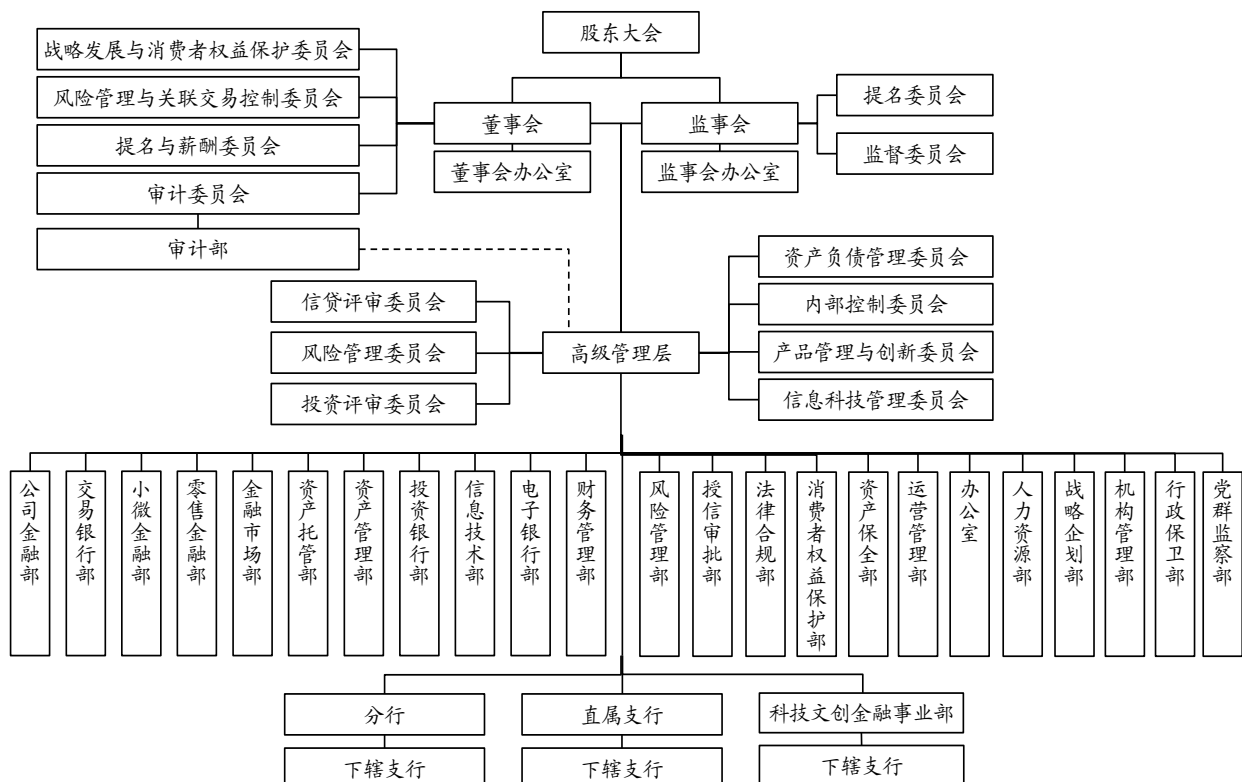 股东大会
战略发展与消费者权益保护委员会
风险管理与关联交易控制委员会
提名与薪酬委员会
审计委员会
审计部
董事会
董事会办公室
监事会
监事会办公室
提名委员会
监督委员会
信贷评审委员会
风险管理委员会
投资评审委员会
高级管理层
资产负债管理委员会
内部控制委员会
产品管理与创新委员会
信息科技管理委员会
公司金融部
交易银行部
小微金融部
零售金融部
金融市场部
资产托管部
资产管理部
投资银行部
信息技术部
电子银行部
财务管理部
风险管理部
授信审批部
法律合规部
消费者权益保护部
资产保全部
运营管理部
办公室
人力资源部
战略企划部
机构管理部
行政保卫部
党群监察部
分行
直属支行
科技文创金融事业部
下辖支行
下辖支行
下辖支行